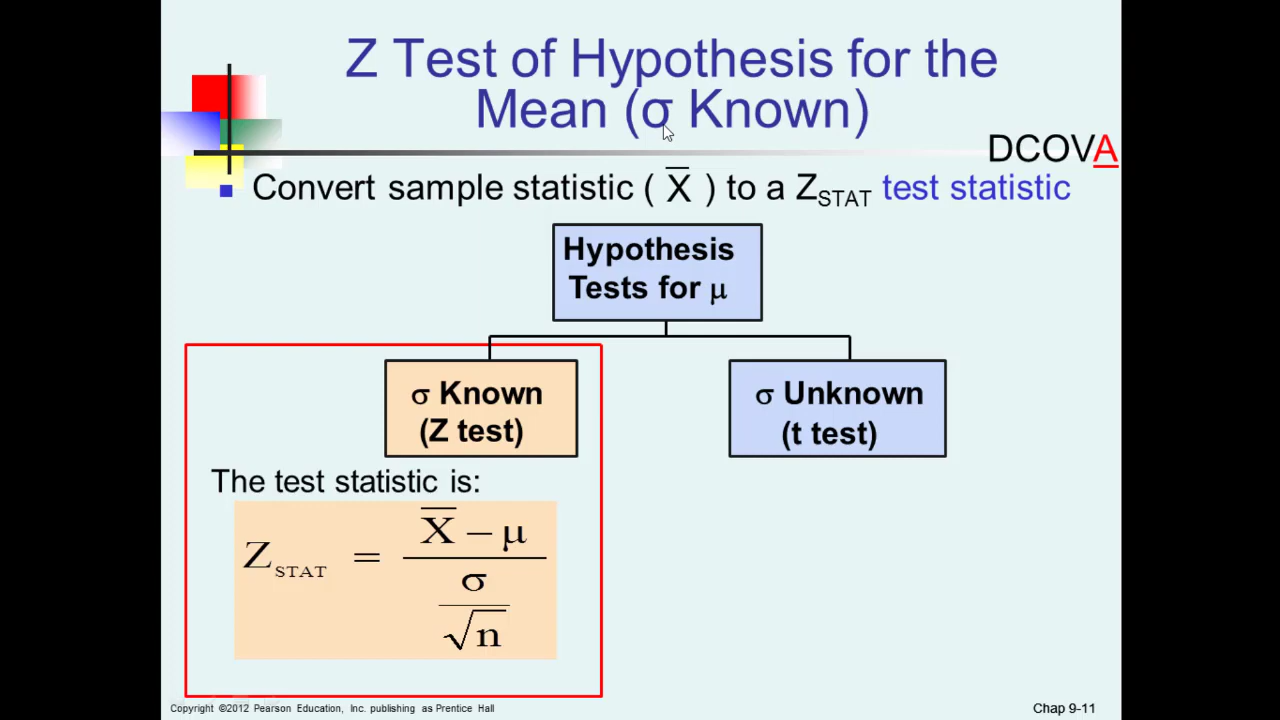 Z Test of Hypothesis for the
Mean (σ Known)
DCOVA
Convert sample statistic ( X̅ ) to a Z_STAT test statistic
Hypothesis
Tests for μ
σ Known
(Z test)
σ Unknown
(t test)
The test statistic is:
Z_STAT = (X̅ − μ) / (σ / √n)
Copyright ©2012 Pearson Education, Inc. publishing as Prentice Hall
Chap 9-11